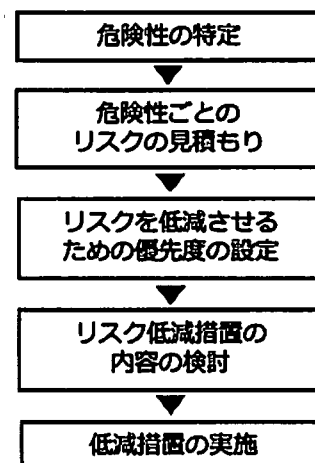 危険性の特定
危険性ごとの
リスクの見積もり
リスクを低減させる
ための優先度の設定
リスク低減措置の
内容の検討
低減措置の実施